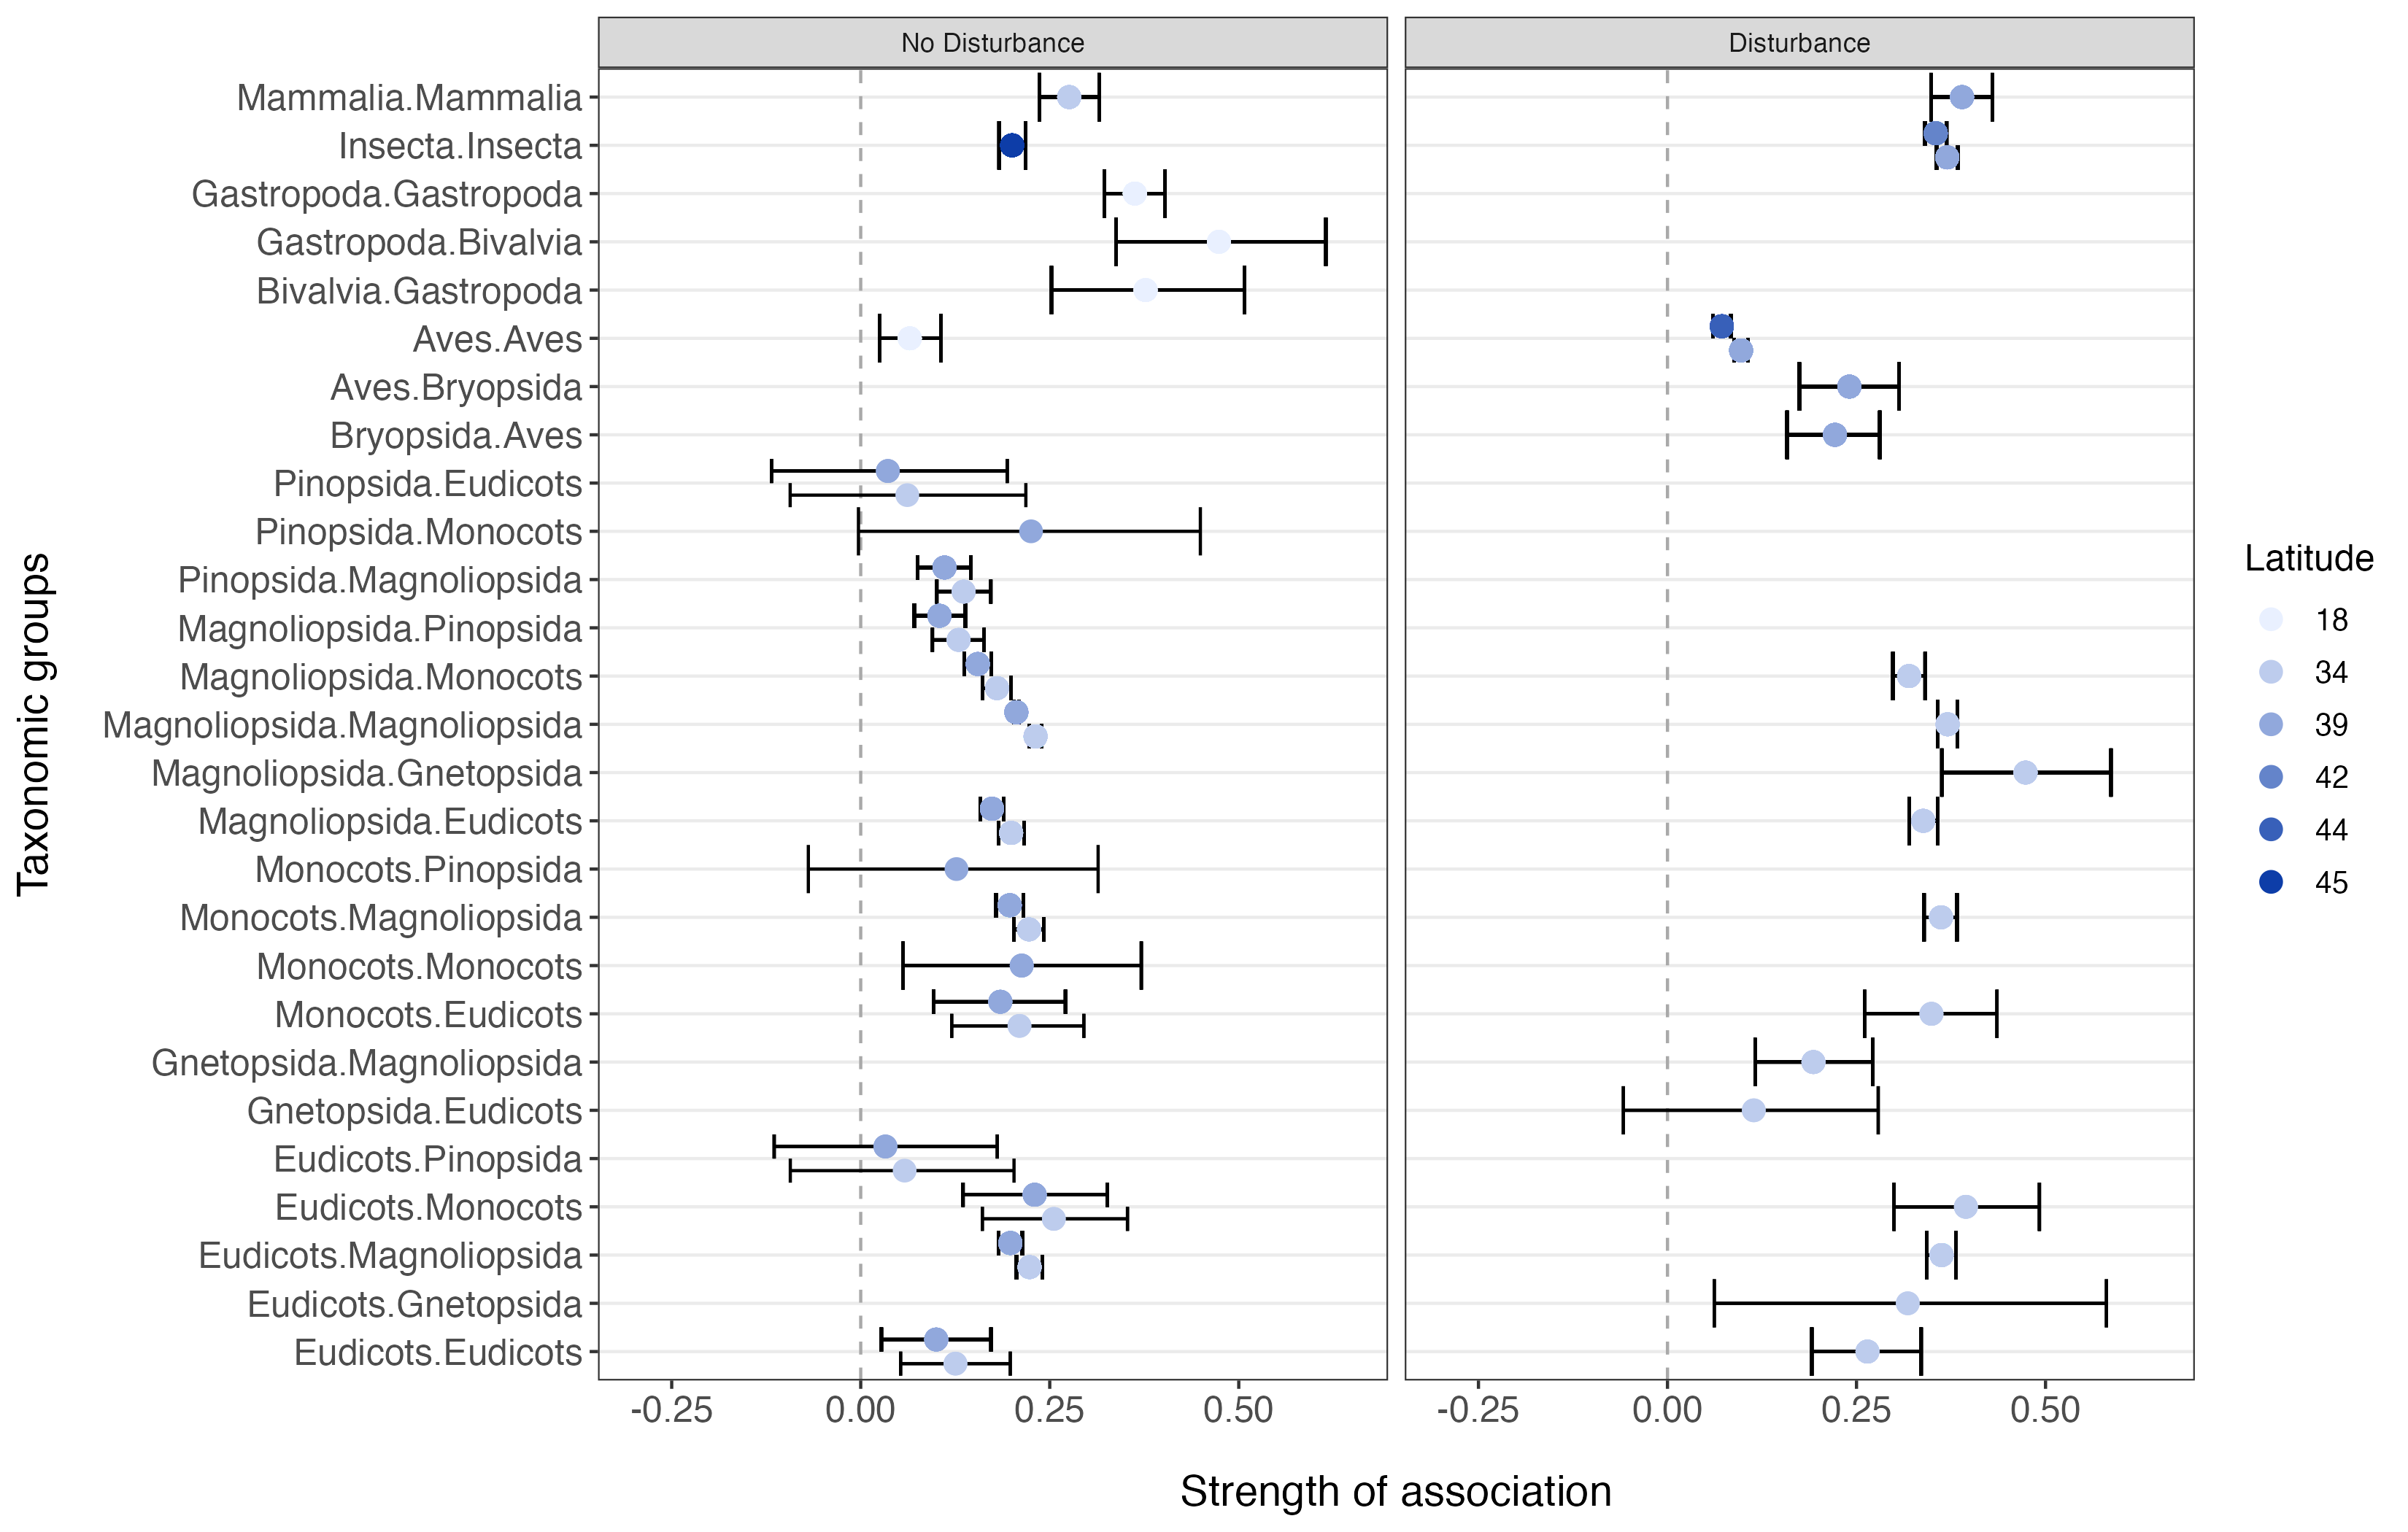 No Disturbance
Disturbance
Taxonomic groups
Mammalia.Mammalia
Insecta.Insecta
Gastropoda.Gastropoda
Gastropoda.Bivalvia
Bivalvia.Gastropoda
Aves.Aves
Aves.Bryopsida
Bryopsida.Aves
Pinopsida.Eudicots
Pinopsida.Monocots
Pinopsida.Magnoliopsida
Magnoliopsida.Pinopsida
Magnoliopsida.Monocots
Magnoliopsida.Magnoliopsida
Magnoliopsida.Gnetopsida
Magnoliopsida.Eudicots
Monocots.Pinopsida
Monocots.Magnoliopsida
Monocots.Monocots
Monocots.Eudicots
Gnetopsida.Magnoliopsida
Gnetopsida.Eudicots
Eudicots.Pinopsida
Eudicots.Monocots
Eudicots.Magnoliopsida
Eudicots.Gnetopsida
Eudicots.Eudicots
-0.25 0.00 0.25 0.50
-0.25 0.00 0.25 0.50
Strength of association
Latitude
18
34
39
42
44
45